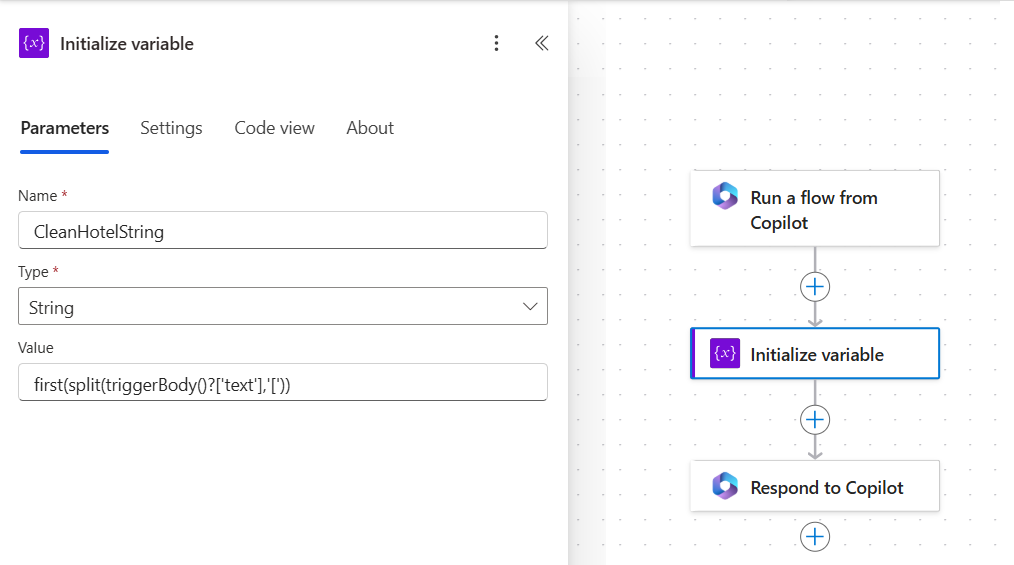 {x} Initialize variable
Parameters Settings Code view About
Name *
CleanHotelString
Type *
String
Value
first(split(triggerBody()?['text'],'['))
Run a flow from
Copilot
{x} Initialize variable
Respond to Copilot